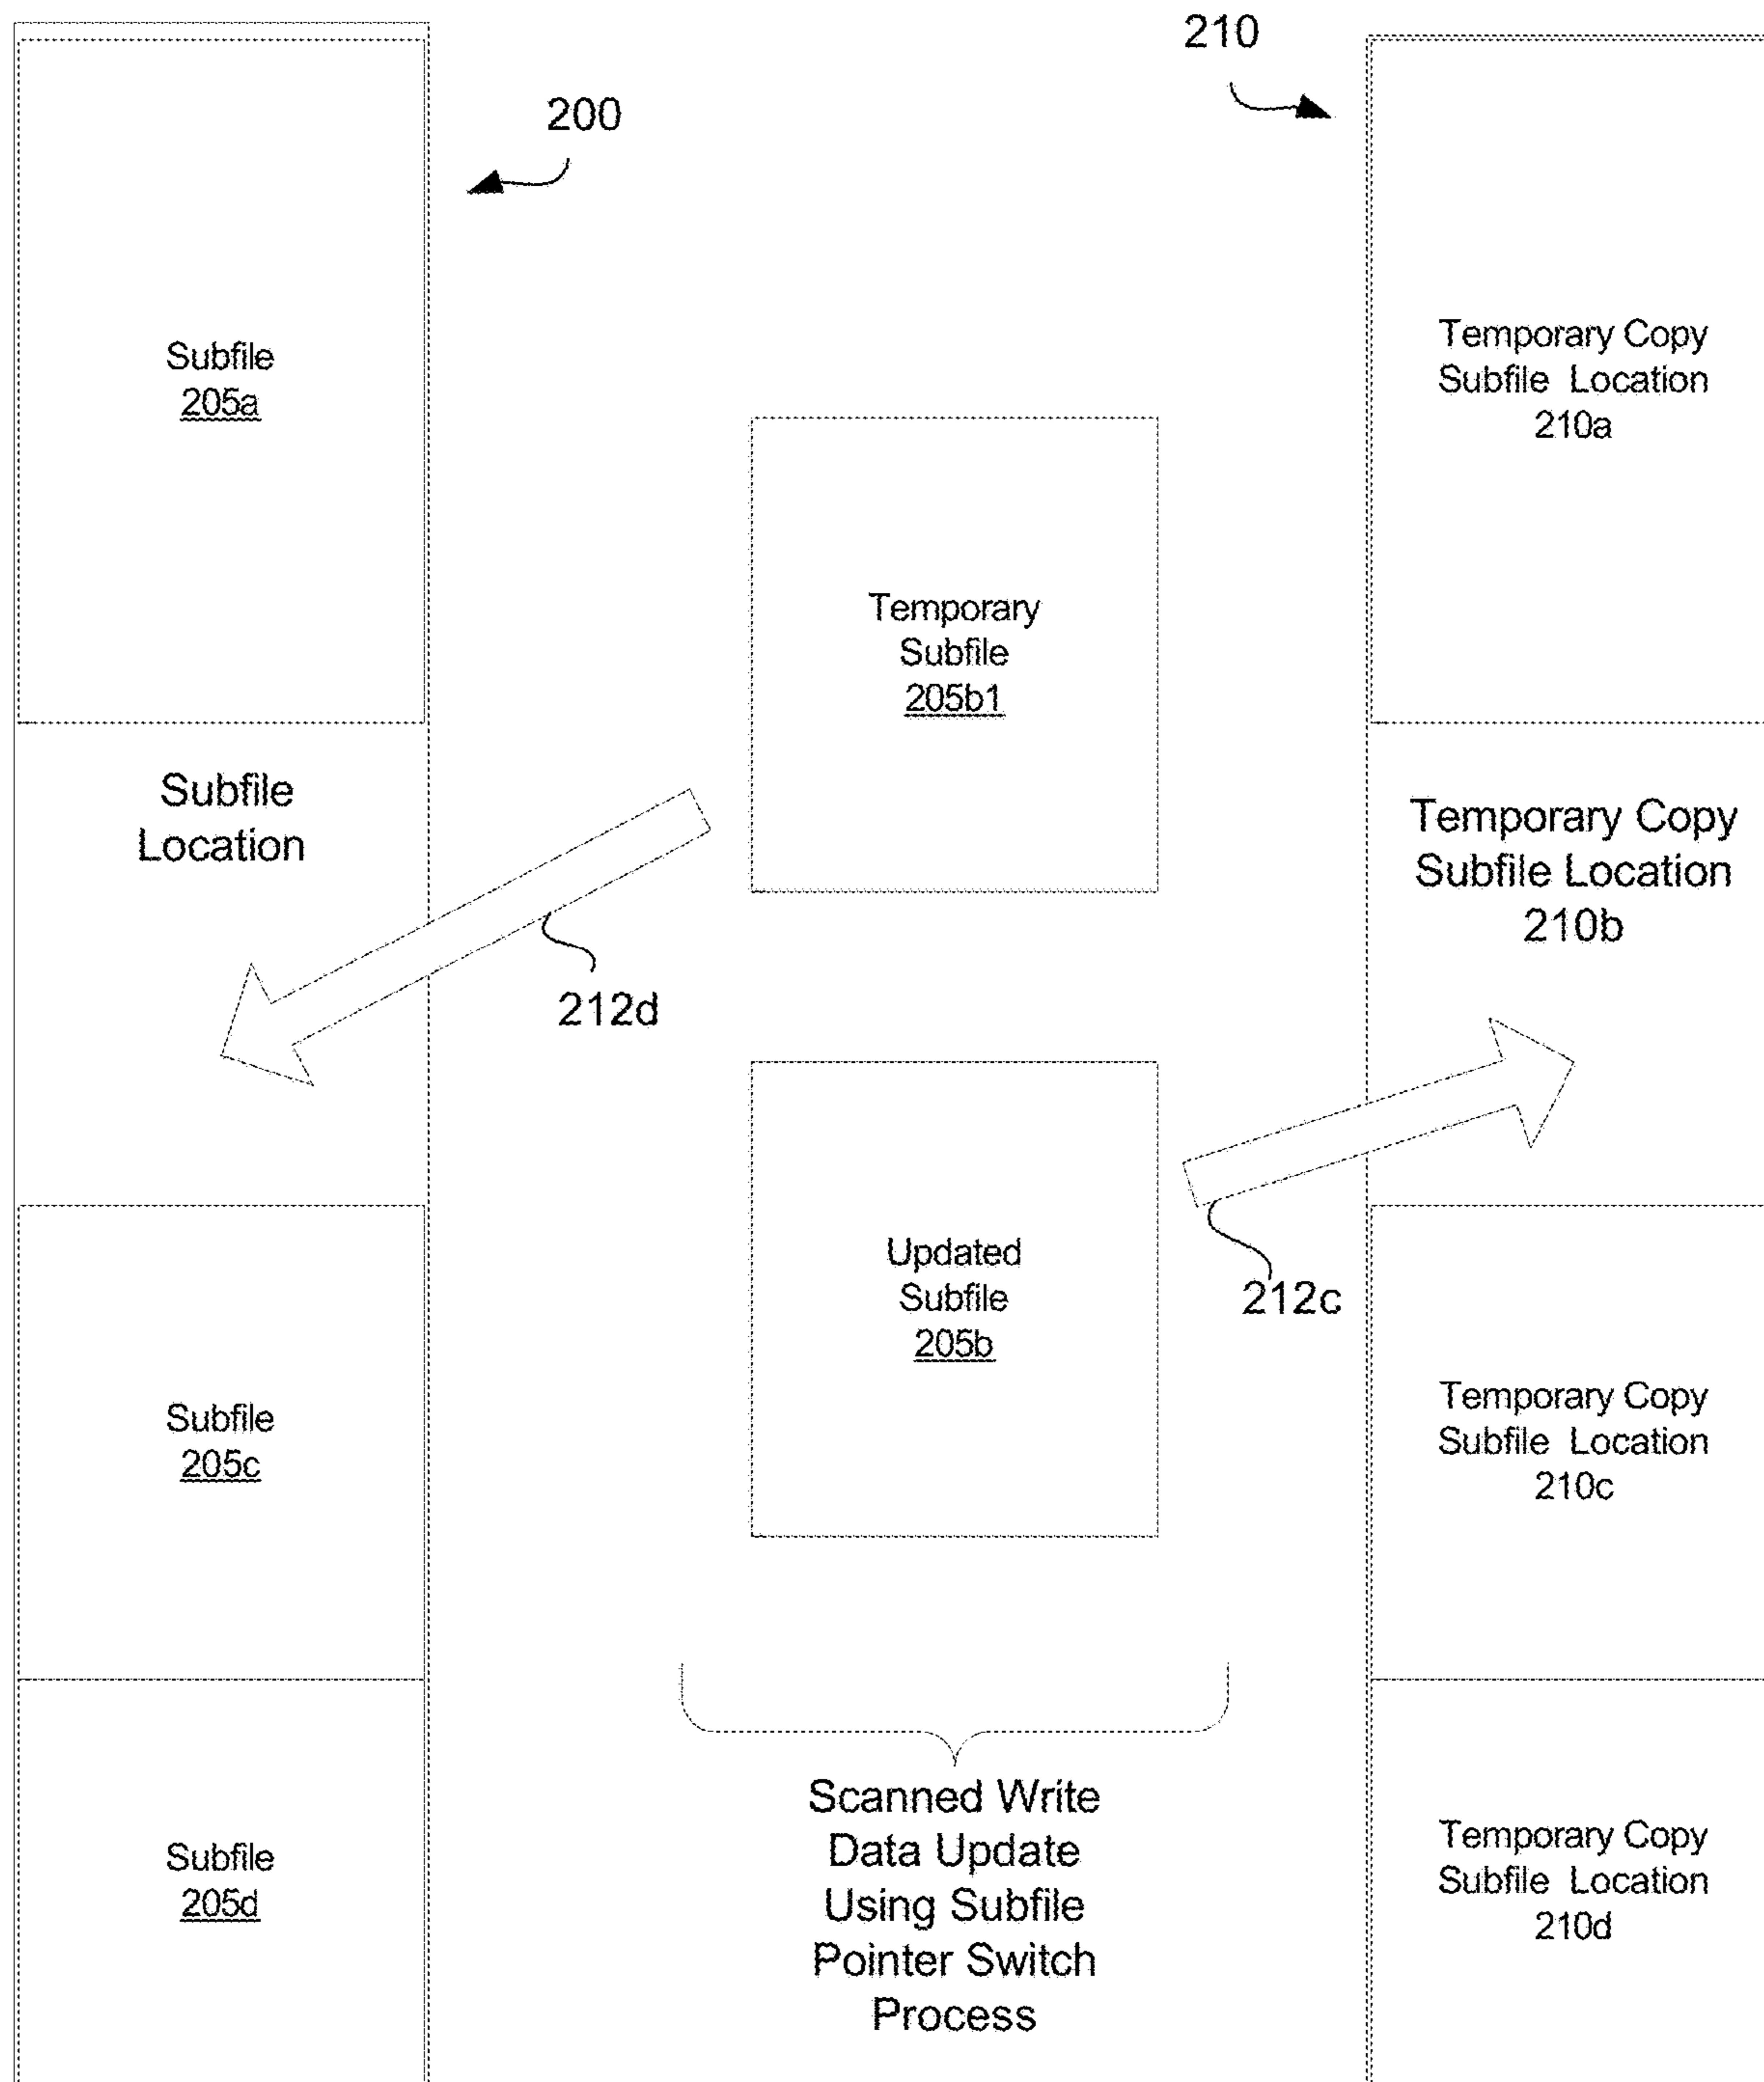 210
200
Subfile
205a
Temporary Copy
Subfile Location
210a
Temporary
Subfile
205b1
Subfile
Location
Temporary Copy
Subfile Location
210b
212d
Updated
Subfile
205b
212c
Subfile
205c
Temporary Copy
Subfile Location
210c
Scanned Write
Data Update
Using Subfile
Pointer Switch
Process
Subfile
205d
Temporary Copy
Subfile Location
210d